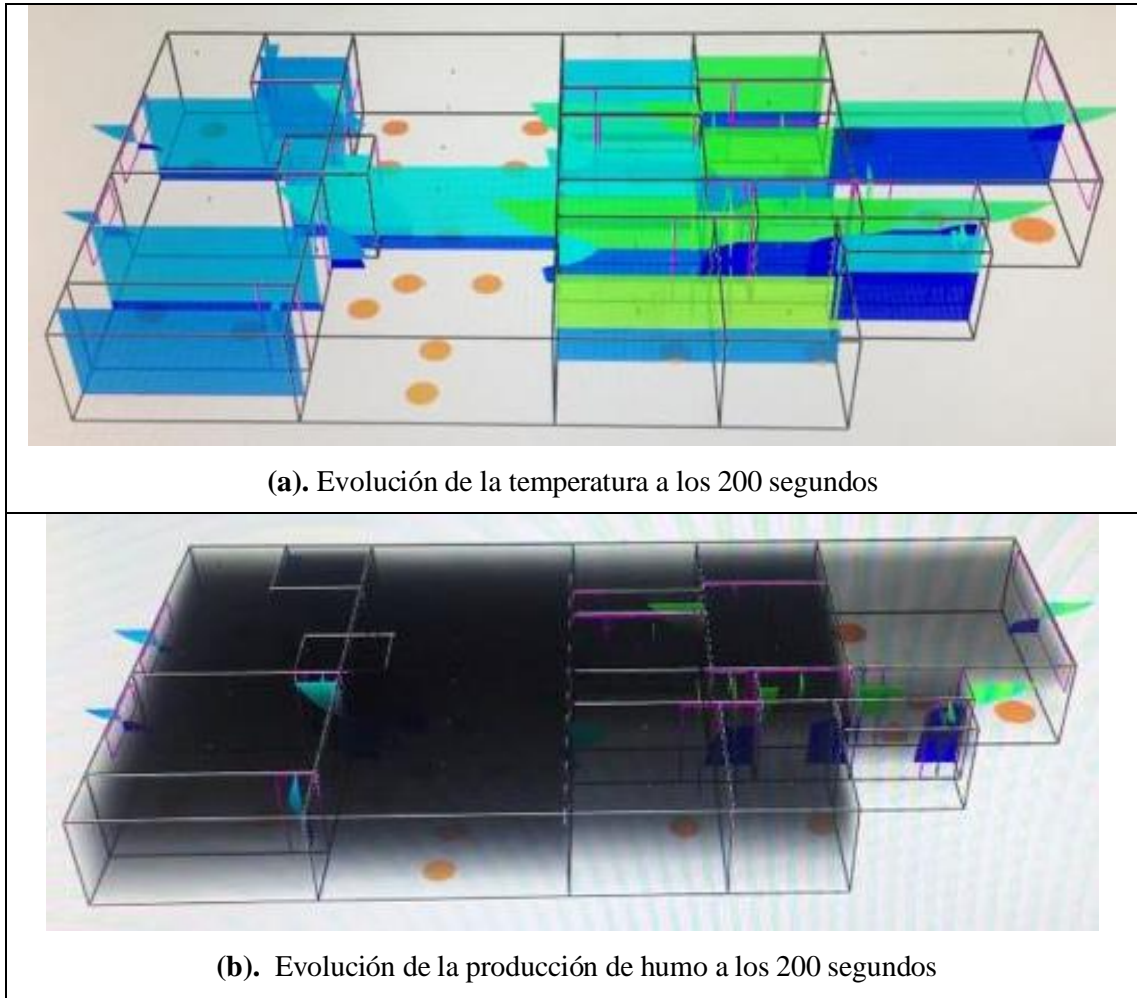 (a). Evolución de la temperatura a los 200 segundos
(b). Evolución de la producción de humo a los 200 segundos